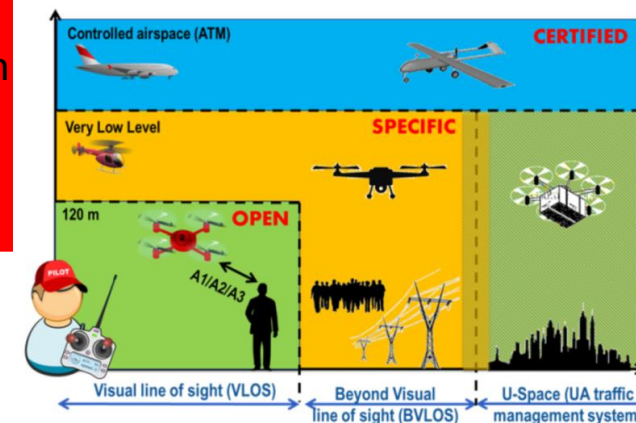 n
Controlled airspace (ATM)
CERTIFIED
Very Low Level
SPECIFIC
120 m
OPEN
A1/A2/A3
PILOT
Visual line of sight (VLOS)
Beyond Visual
line of sight (BVLOS)
U-Space (UA traffic
management system